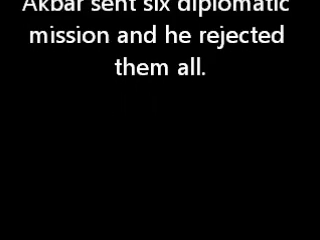 Akbar sent six diplomatic
mission and he rejected
them all.